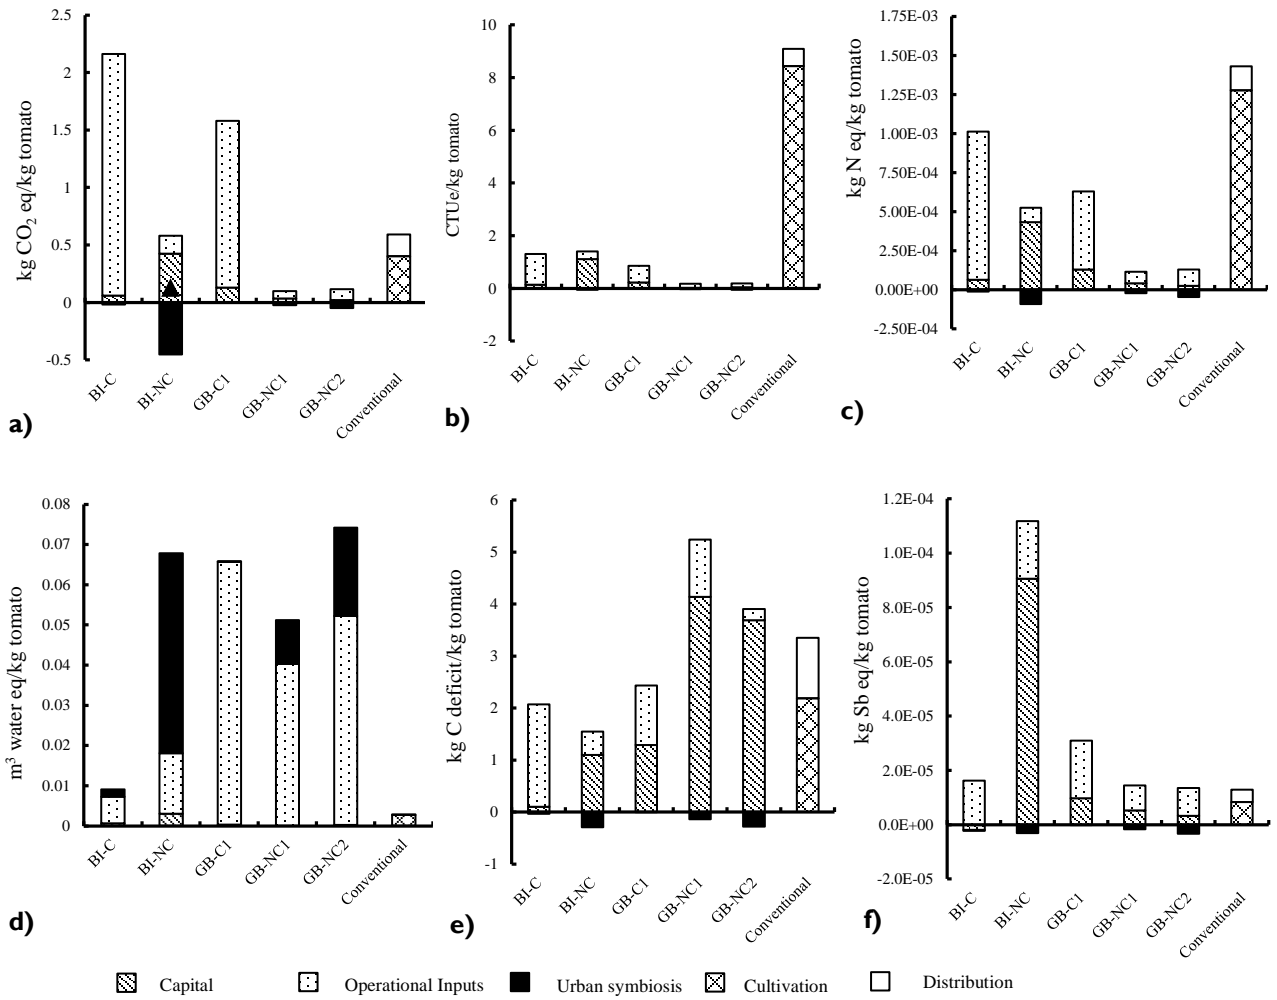 2.5
2
1.5
1
0.5
0
-0.5
kg CO₂ eq/kg tomato
BI-C
BI-NC
GB-C1
GB-NC1
GB-NC2
Conventional
a)
10
8
6
4
2
0
-2
CTUe/kg tomato
BI-C
BI-NC
GB-C1
GB-NC1
GB-NC2
Conventional
b)
1.75E-03
1.50E-03
1.25E-03
1.00E-03
7.50E-04
5.00E-04
2.50E-04
0.00E+00
-2.50E-04
kg N eq/kg tomato
BI-C
BI-NC
GB-C1
GB-NC1
GB-NC2
Conventional
c)
0.08
0.07
0.06
0.05
0.04
0.03
0.02
0.01
0
m³ water eq/kg tomato
BI-C
BI-NC
GB-C1
GB-NC1
GB-NC2
Conventional
d)
6
5
4
3
2
1
0
-1
kg C deficit/kg tomato
BI-C
BI-NC
GB-C1
GB-NC1
GB-NC2
Conventional
e)
1.2E-04
1.0E-04
8.0E-05
6.0E-05
4.0E-05
2.0E-05
0.0E+00
-2.0E-05
kg Sb eq/kg tomato
BI-C
BI-NC
GB-C1
GB-NC1
GB-NC2
Conventional
f)
Capital
Operational Inputs
Urban symbiosis
Cultivation
Distribution